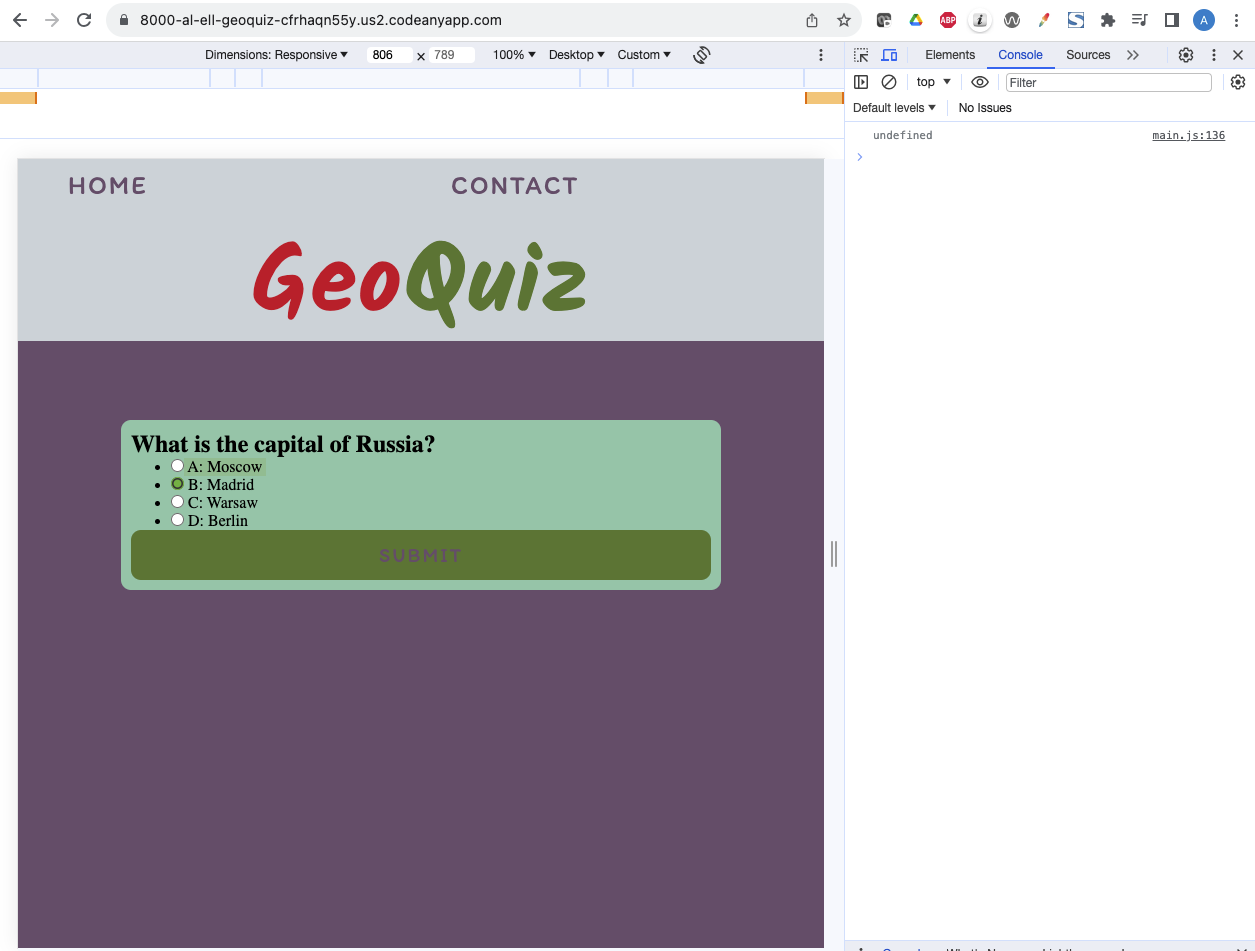 8000-al-ell-geoquiz-cfrhaqn55y.us2.codeanyapp.com
ABP
A
Dimensions: Responsive 806 x 789 100% Desktop Custom
Elements Console Sources
top Filter
Default levels No Issues
undefined main.js:136
HOME CONTACT
GeoQuiz
What is the capital of Russia?
A: Moscow
B: Madrid
C: Warsaw
D: Berlin
SUBMIT